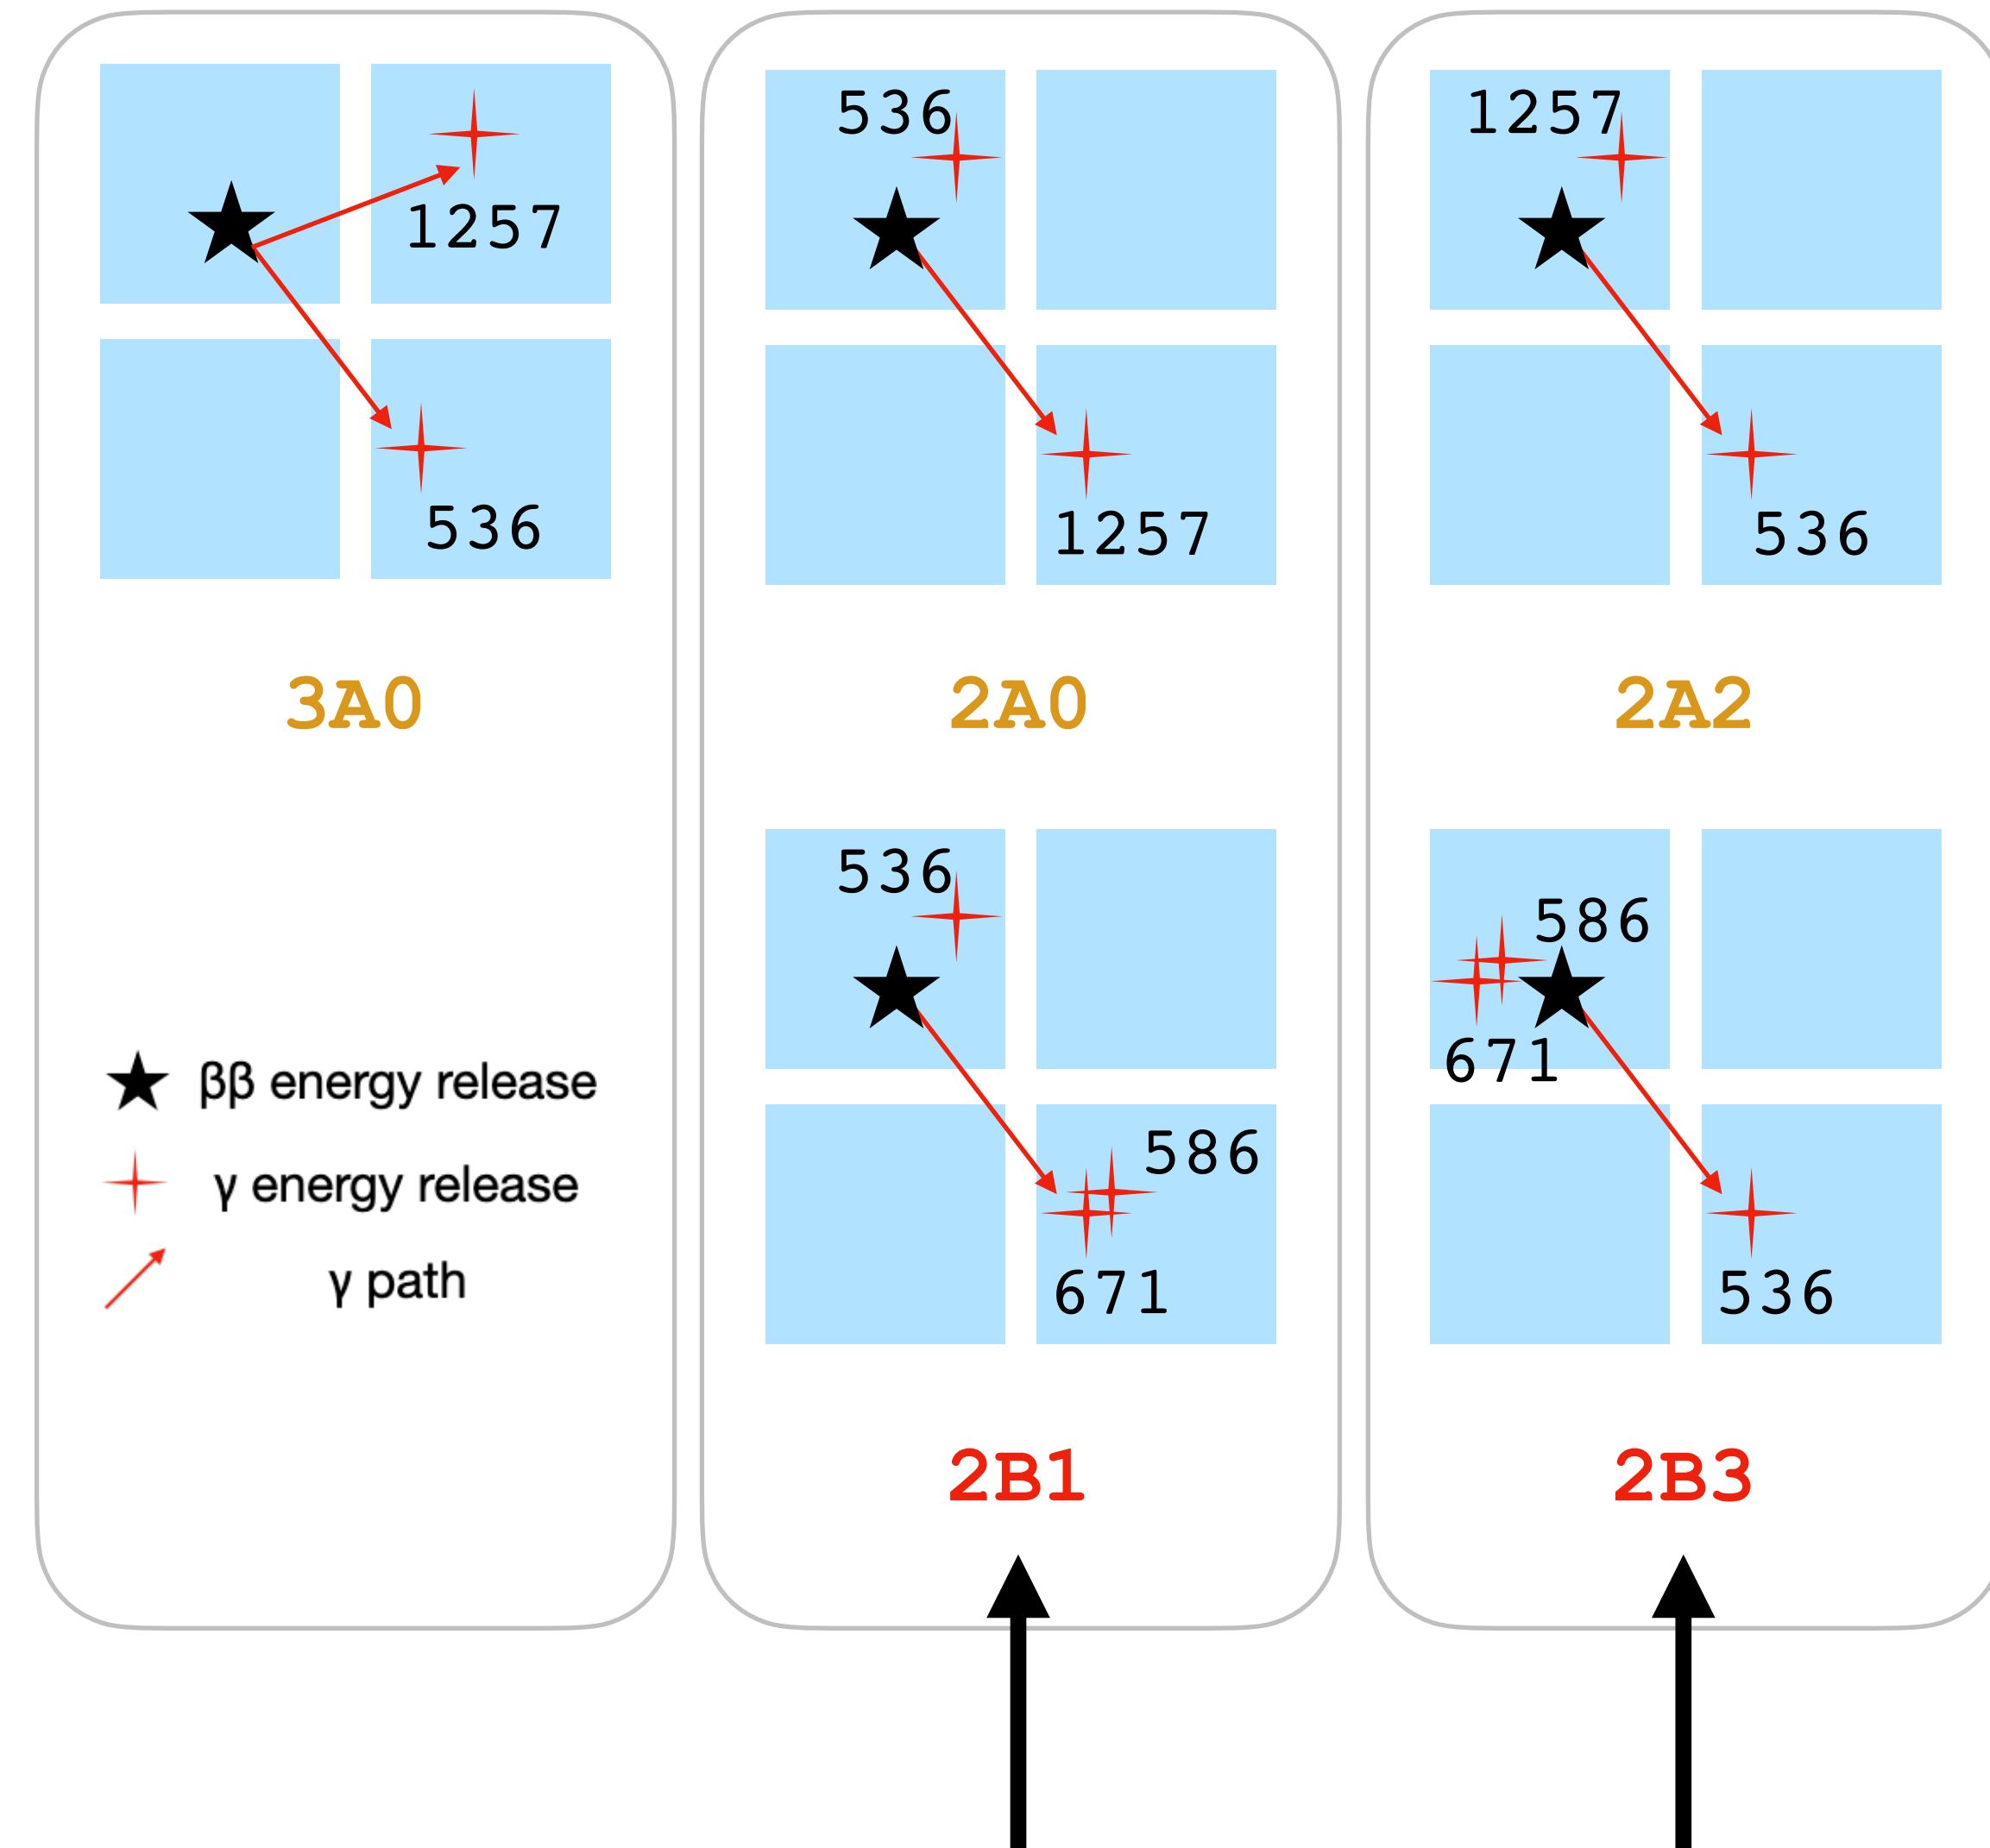 1257
536
3A0
ββ energy release
γ energy release
γ path
536
1257
2A0
536
586
671
2B1
1257
536
2A2
586
671
536
2B3